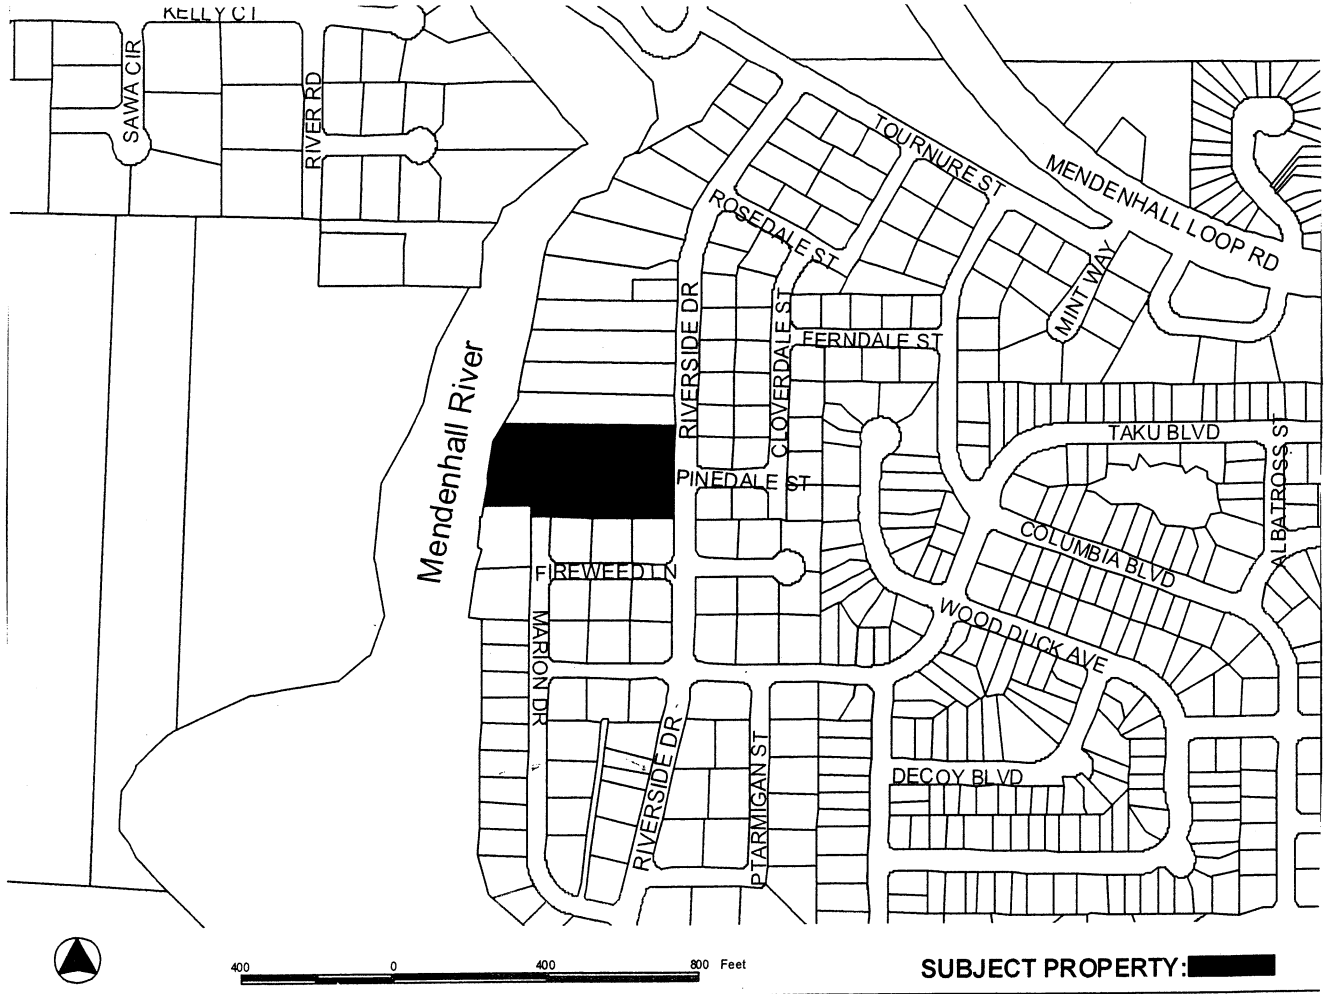 KELLY CT
SAWA CIR
RIVER RD
TOURNURE ST
MENDENHALL LOOP RD
ROSEDALE ST
MINT WAY
RIVERSIDE DR
CLOVERDALE ST
FERNDALE ST
Mendenhall River
TAKU BLVD
ALBATROSS ST
PINEDALE ST
COLUMBIA BLVD
FIREWEED LN
MARION DR
WOOD DUCK AVE
RIVERSIDE DR
PTARMIGAN ST
DECOY BLVD
400 0 400 800 Feet
SUBJECT PROPERTY: